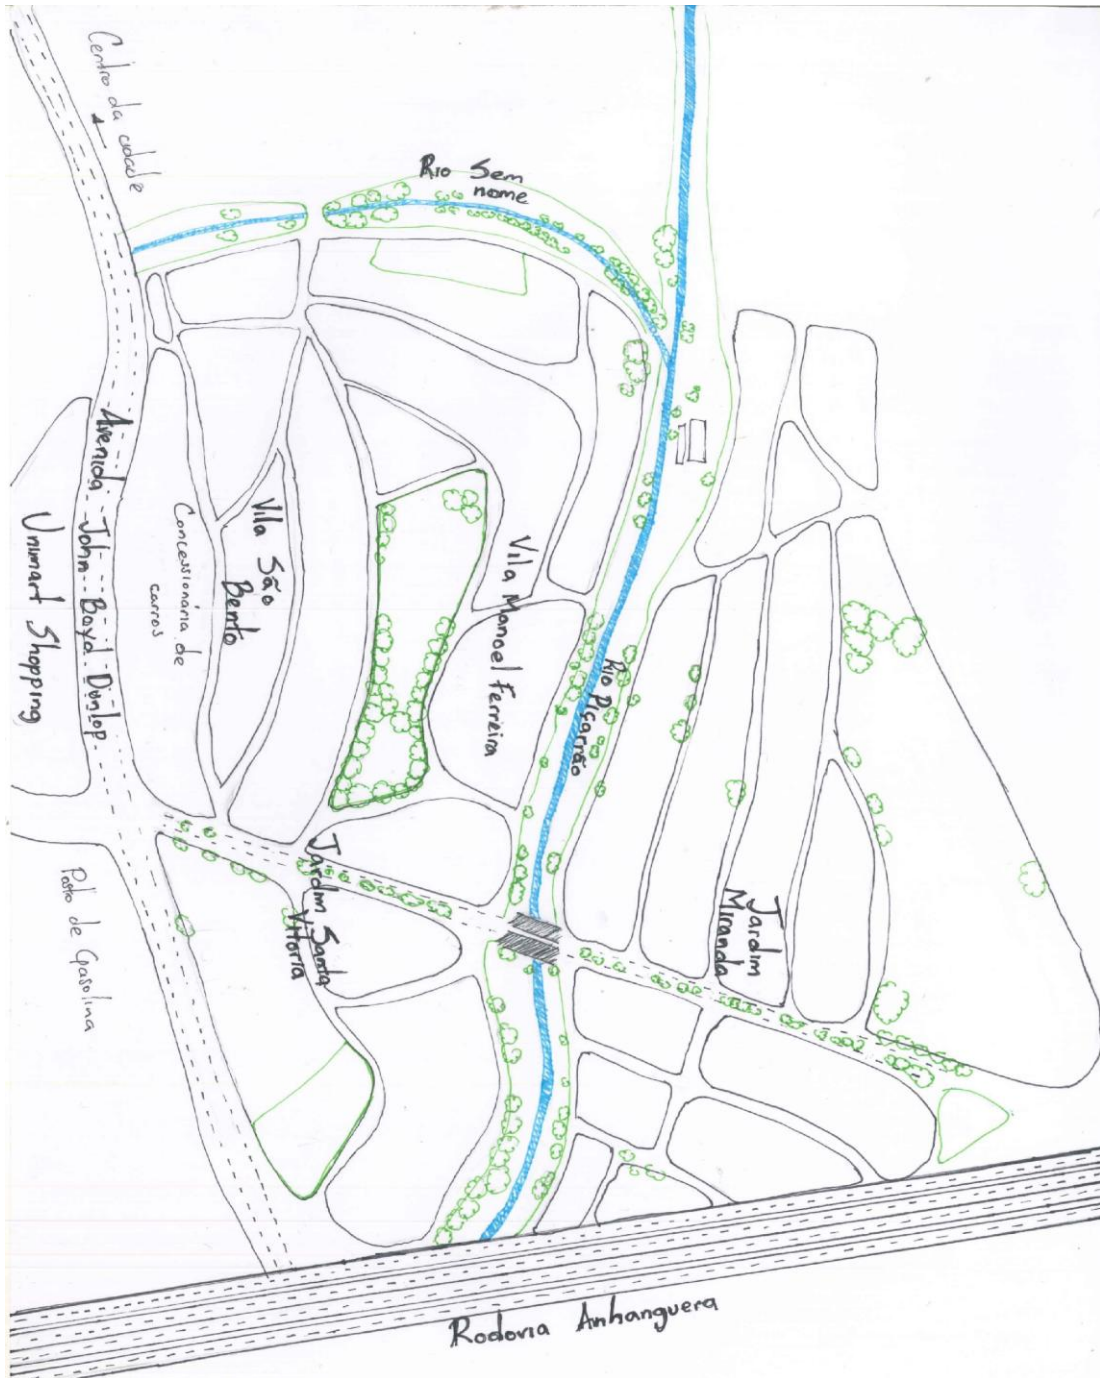 Centro da cidade
Rio Sem
nome
Avenida John Boyd Dunlop
Unimart Shopping
Concessionária de
carros
Vila São
Bento
Vila Manoel Ferreira
Rio Piçarrão
Jardim Santa
Vitoria
Jardim
Miranda
Posto de Gasolina
Rodovia Anhanguera